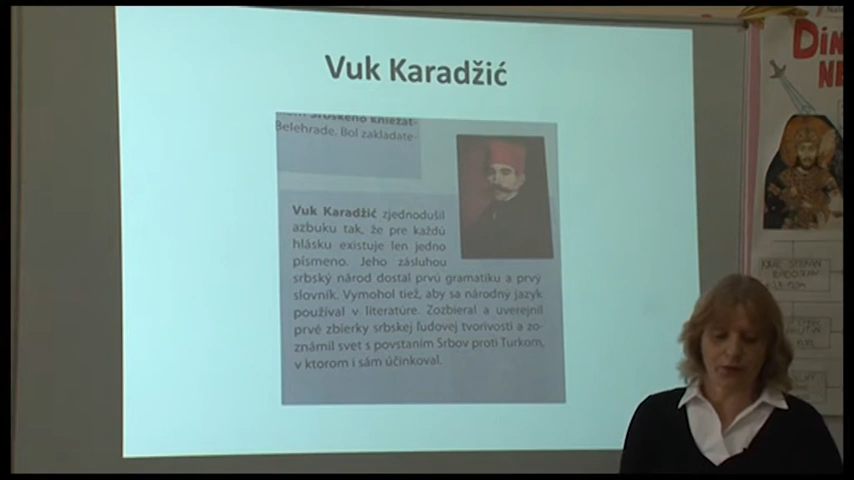 Vuk Karadžić
Belehrade. Bol zakladate-
Vuk Karadžić zjednodušil
azbuku tak, že pre každú
hlásku existuje len jedno
písmeno. Jeho zásluhou
srbský národ dostal prvú gramatiku a prvý
slovník. Vymohol tiež, aby sa národný jazyk
používal v literatúre. Zozbieral a uverejnil
prvé zbierky srbskej ľudovej tvorivosti a zo-
známil svet s povstaním Srbov proti Turkom,
v ktorom i sám účinkoval.
DIN
NE